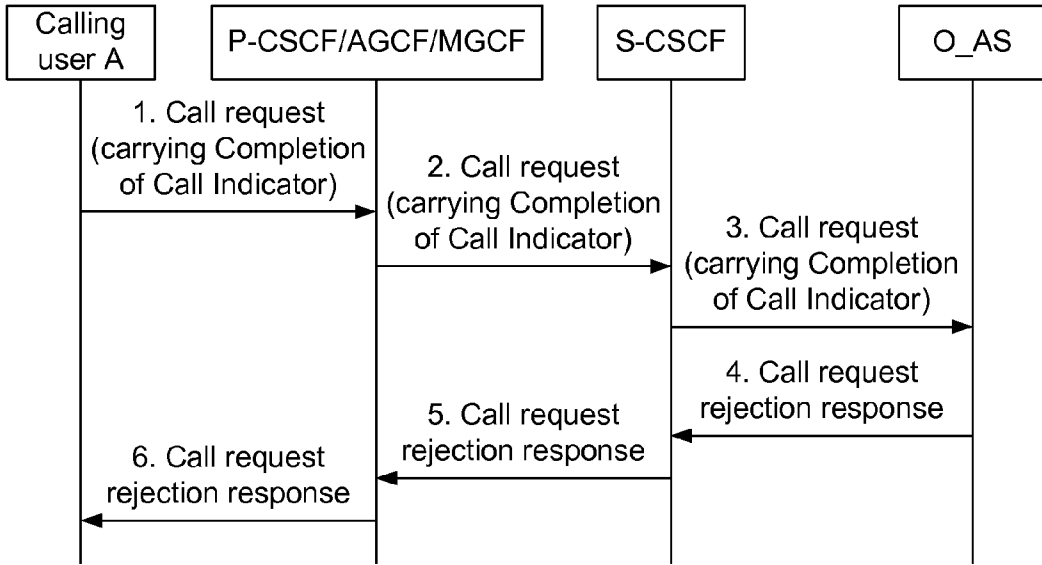 Calling
user A
P-CSCF/AGCF/MGCF
S-CSCF
O_AS
1. Call request
(carrying Completion
of Call Indicator)
2. Call request
(carrying Completion
of Call Indicator)
3. Call request
(carrying Completion
of Call Indicator)
4. Call request
rejection response
5. Call request
rejection response
6. Call request
rejection response